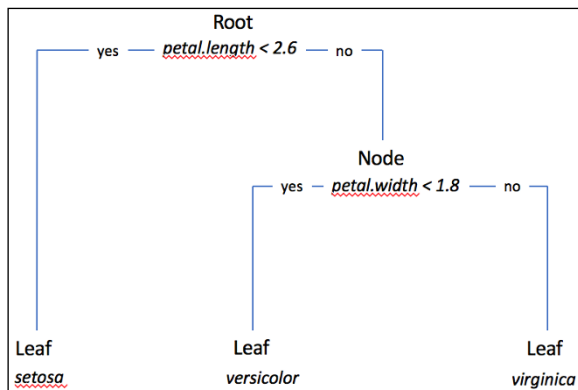 Root
yes petal.length < 2.6 no
Node
yes petal.width < 1.8 no
Leaf Leaf Leaf
setosa versicolor virginica